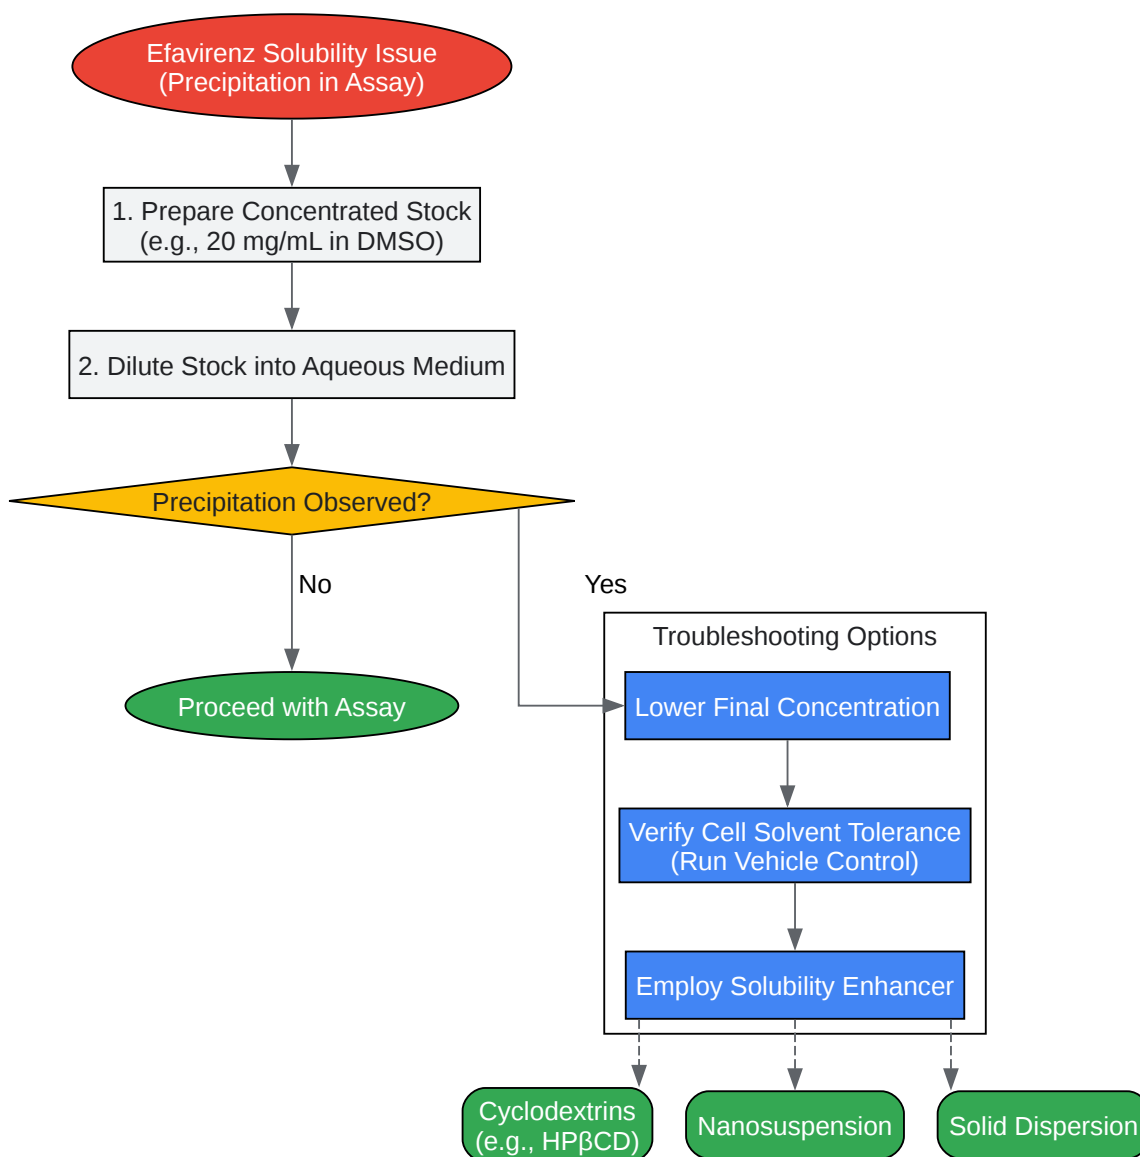 Efavirenz Solubility Issue
(Precipitation in Assay)
1. Prepare Concentrated Stock
(e.g., 20 mg/mL in DMSO)
2. Dilute Stock into Aqueous Medium
Precipitation Observed?
No
Yes
Proceed with Assay
Troubleshooting Options
Lower Final Concentration
Verify Cell Solvent Tolerance
(Run Vehicle Control)
Employ Solubility Enhancer
Cyclodextrins
(e.g., HPβCD)
Nanosuspension
Solid Dispersion